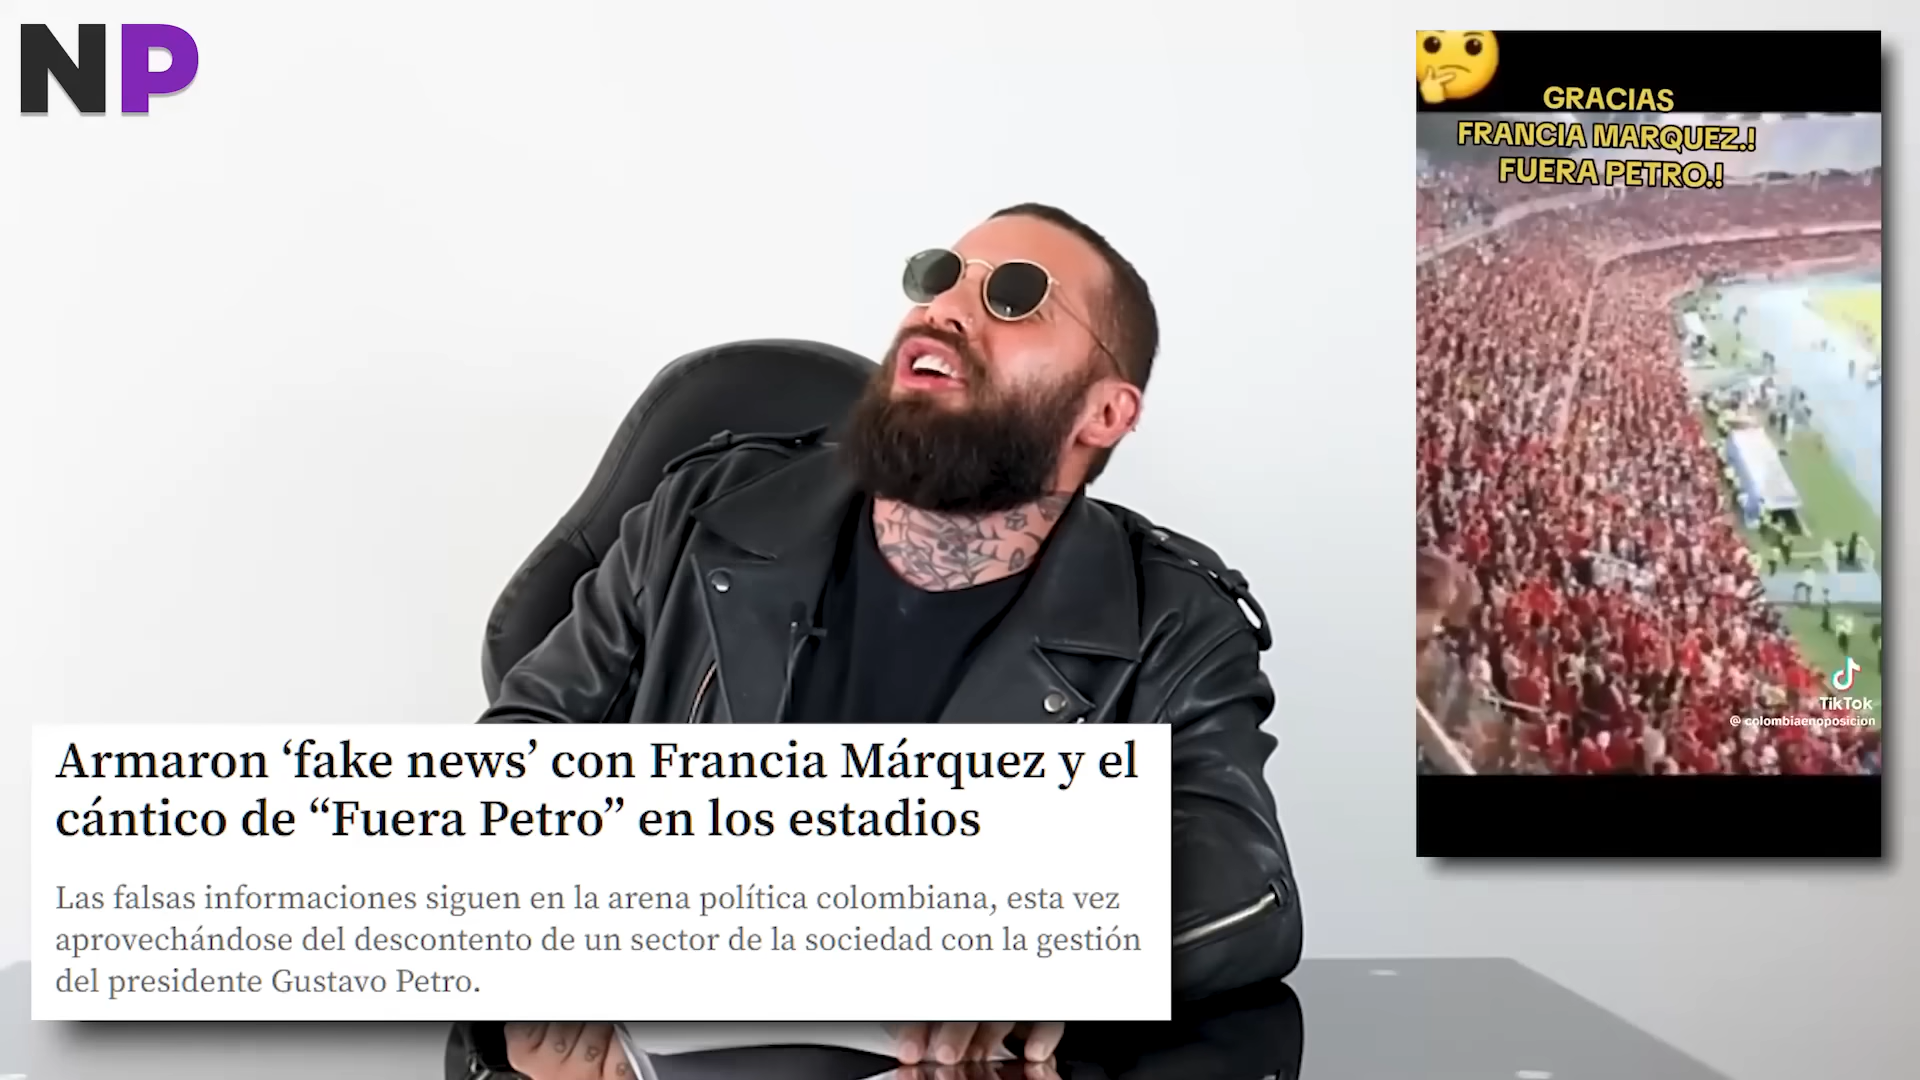 NP
GRACIAS
FRANCIA MARQUEZ.!
FUERA PETRO.!
TikTok
@ colombiaenoposicion
Armaron ‘fake news’ con Francia Márquez y el
cántico de “Fuera Petro” en los estadios
Las falsas informaciones siguen en la arena política colombiana, esta vez
aprovechándose del descontento de un sector de la sociedad con la gestión
del presidente Gustavo Petro.